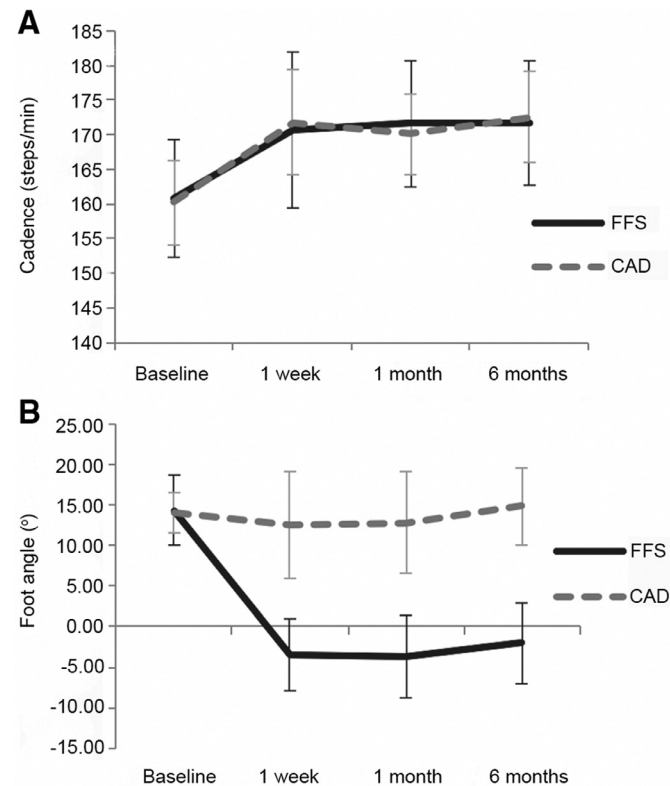 A
Cadence (steps/min)
185
180
175
170
165
160
155
150
145
140
FFS
CAD
Baseline 1 week 1 month 6 months
B
Foot angle (°)
25.00
20.00
15.00
10.00
5.00
0.00
-5.00
-10.00
-15.00
FFS
CAD
Baseline 1 week 1 month 6 months